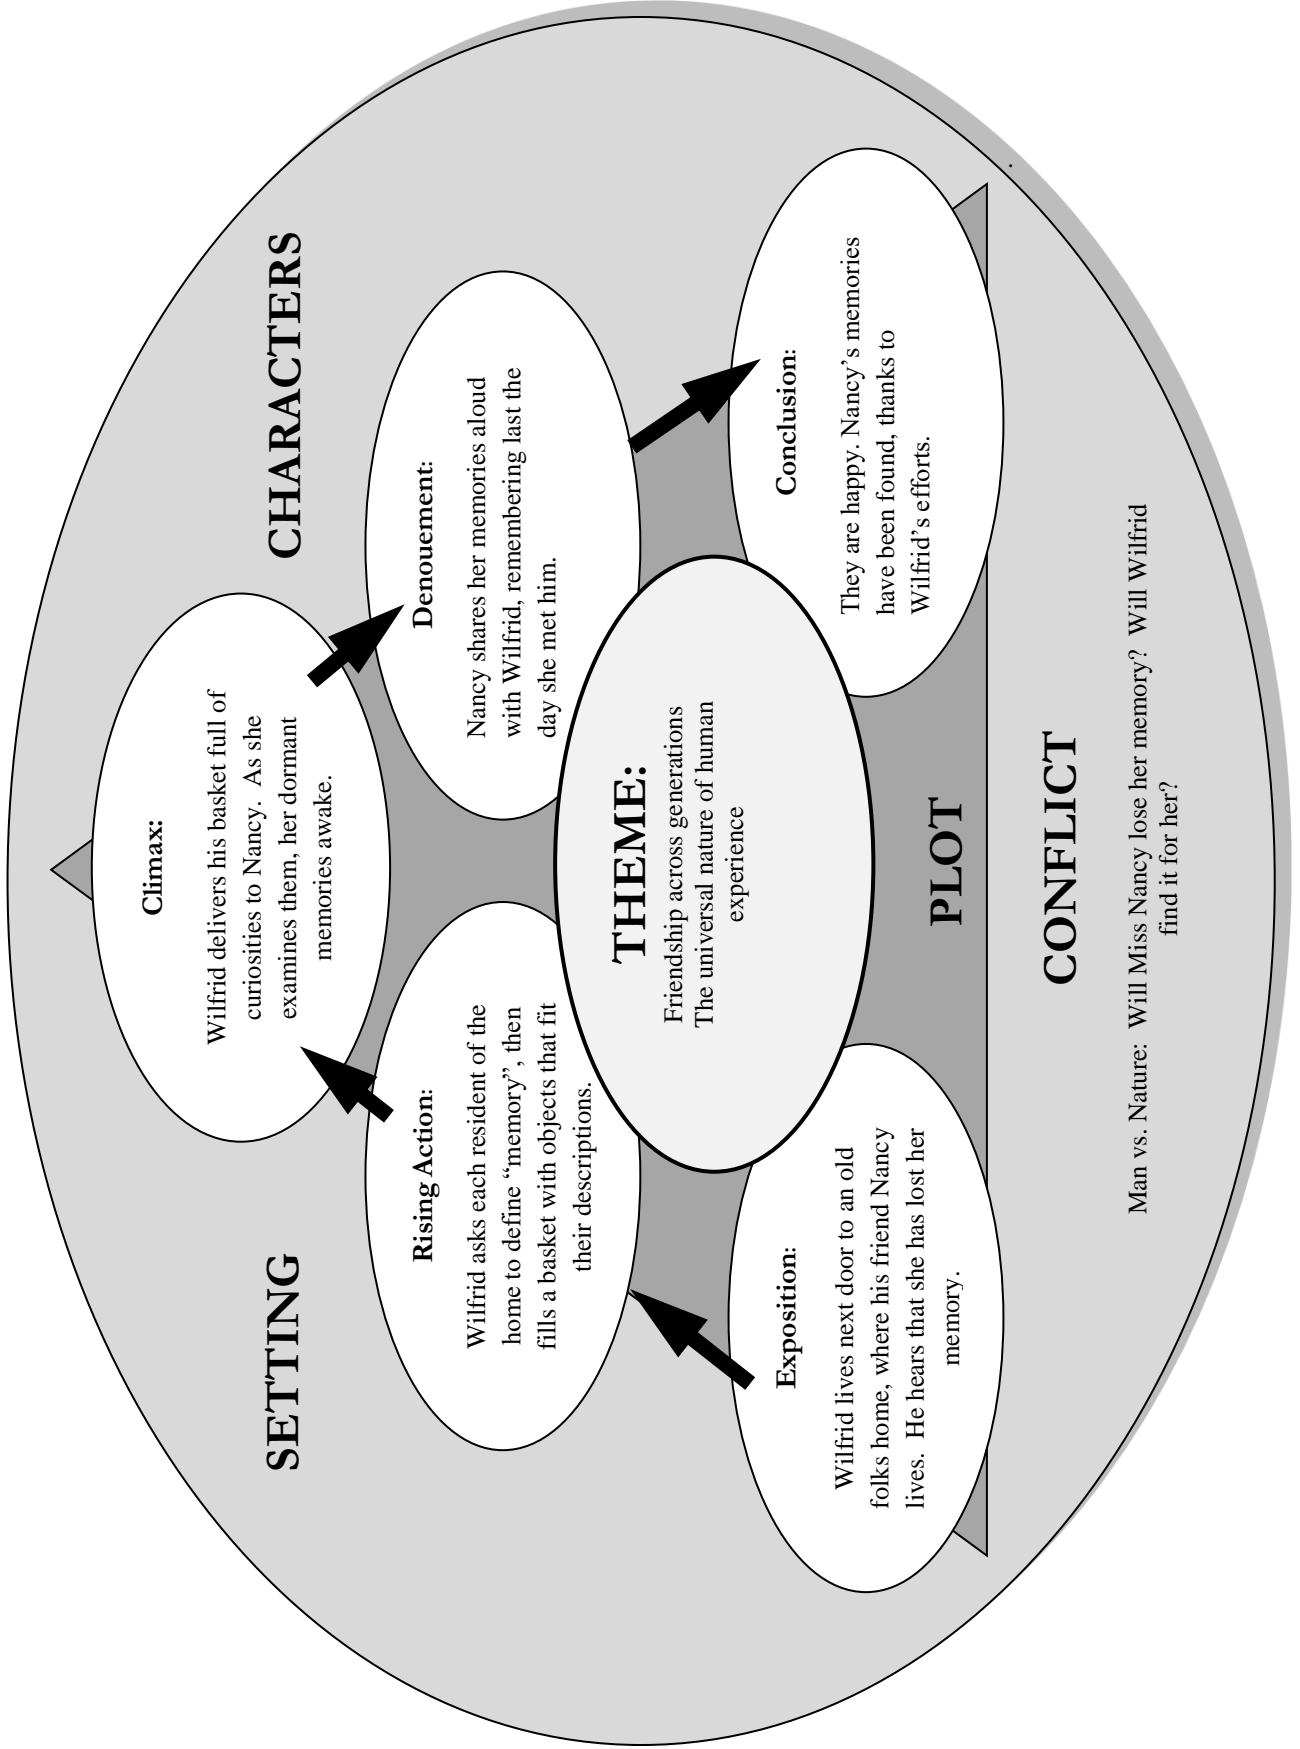 SETTING
CHARACTERS
Climax:
Wilfrid delivers his basket full of
curiosities to Nancy.  As she
examines them, her dormant
memories awake.
Rising Action:
Wilfrid asks each resident of the
home to define “memory”, then
fills a basket with objects that fit
their descriptions.
Denouement:
Nancy shares her memories aloud
with Wilfrid, remembering last the
day she met him.
THEME:
Friendship across generations
The universal nature of human
experience
Exposition:
Wilfrid lives next door to an old
folks home, where his friend Nancy
lives.  He hears that she has lost her
memory.
Conclusion:
They are happy. Nancy’s memories
have been found, thanks to
Wilfrid’s efforts.
PLOT
CONFLICT
Man vs. Nature:  Will Miss Nancy lose her memory?  Will Wilfrid
find it for her?